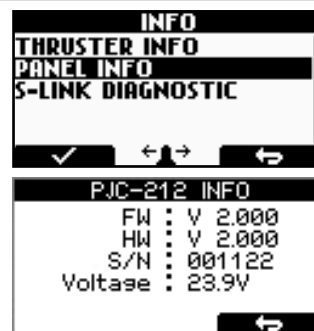 INFO
THRUSTER INFO
PANEL INFO
S-LINK DIAGNOSTIC
PJC-212 INFO
FW : V 2.000
HW : V 2.000
S/N : 001122
Voltage : 23.9V